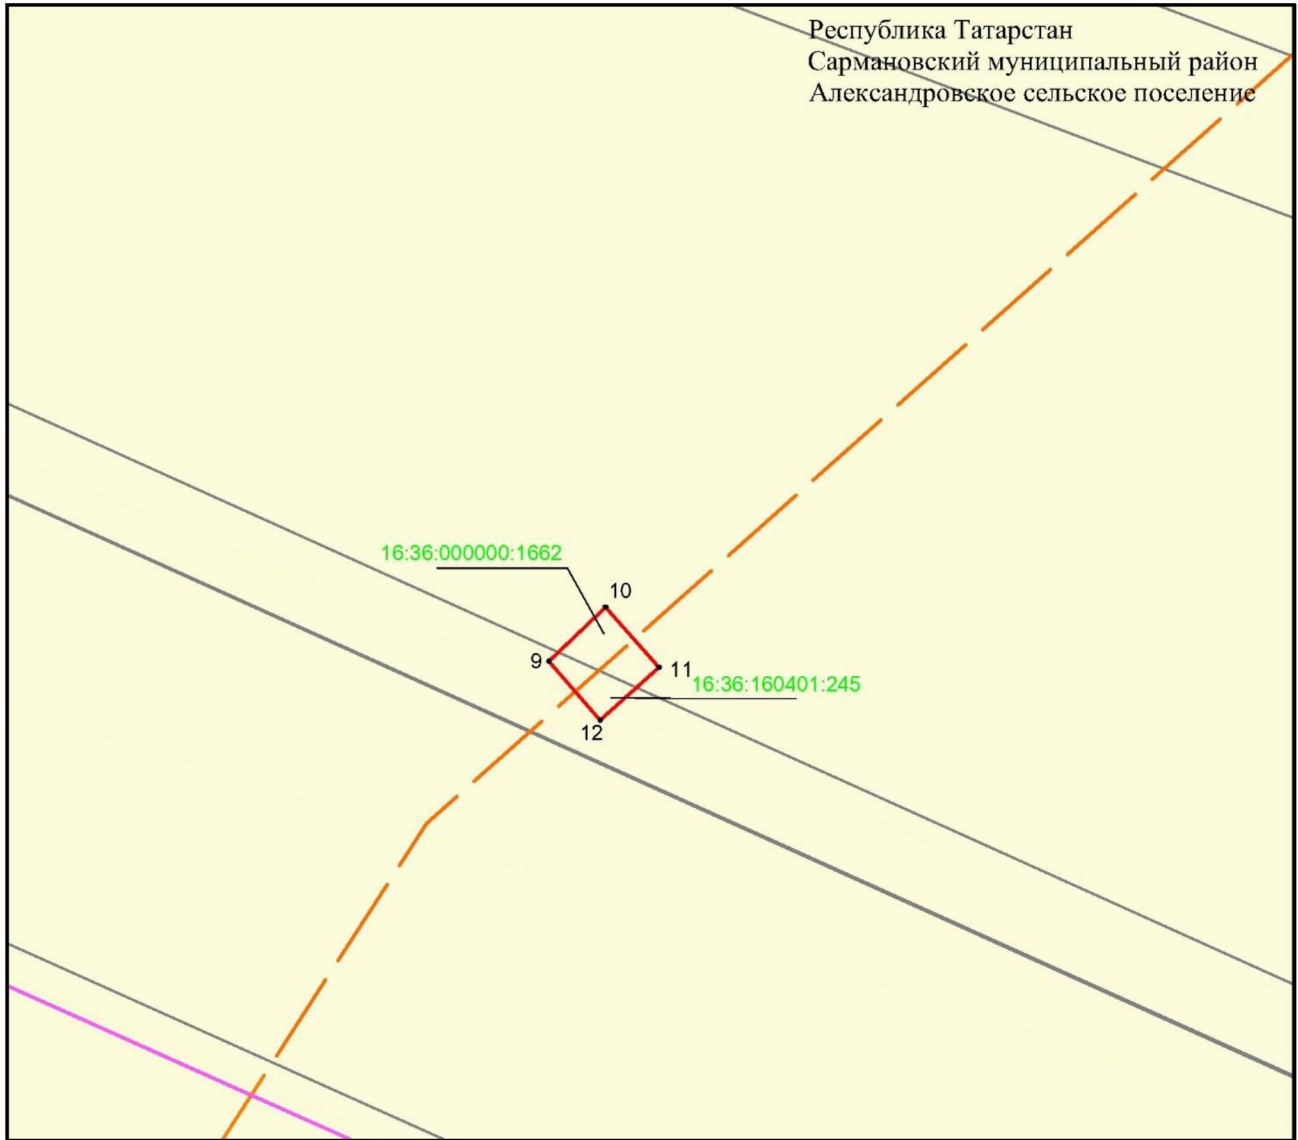 Республика Татарстан
Сармановский муниципальный район
Александровское сельское поселение
16:36:000000:1662
10
9
11
16:36:160401:245
12